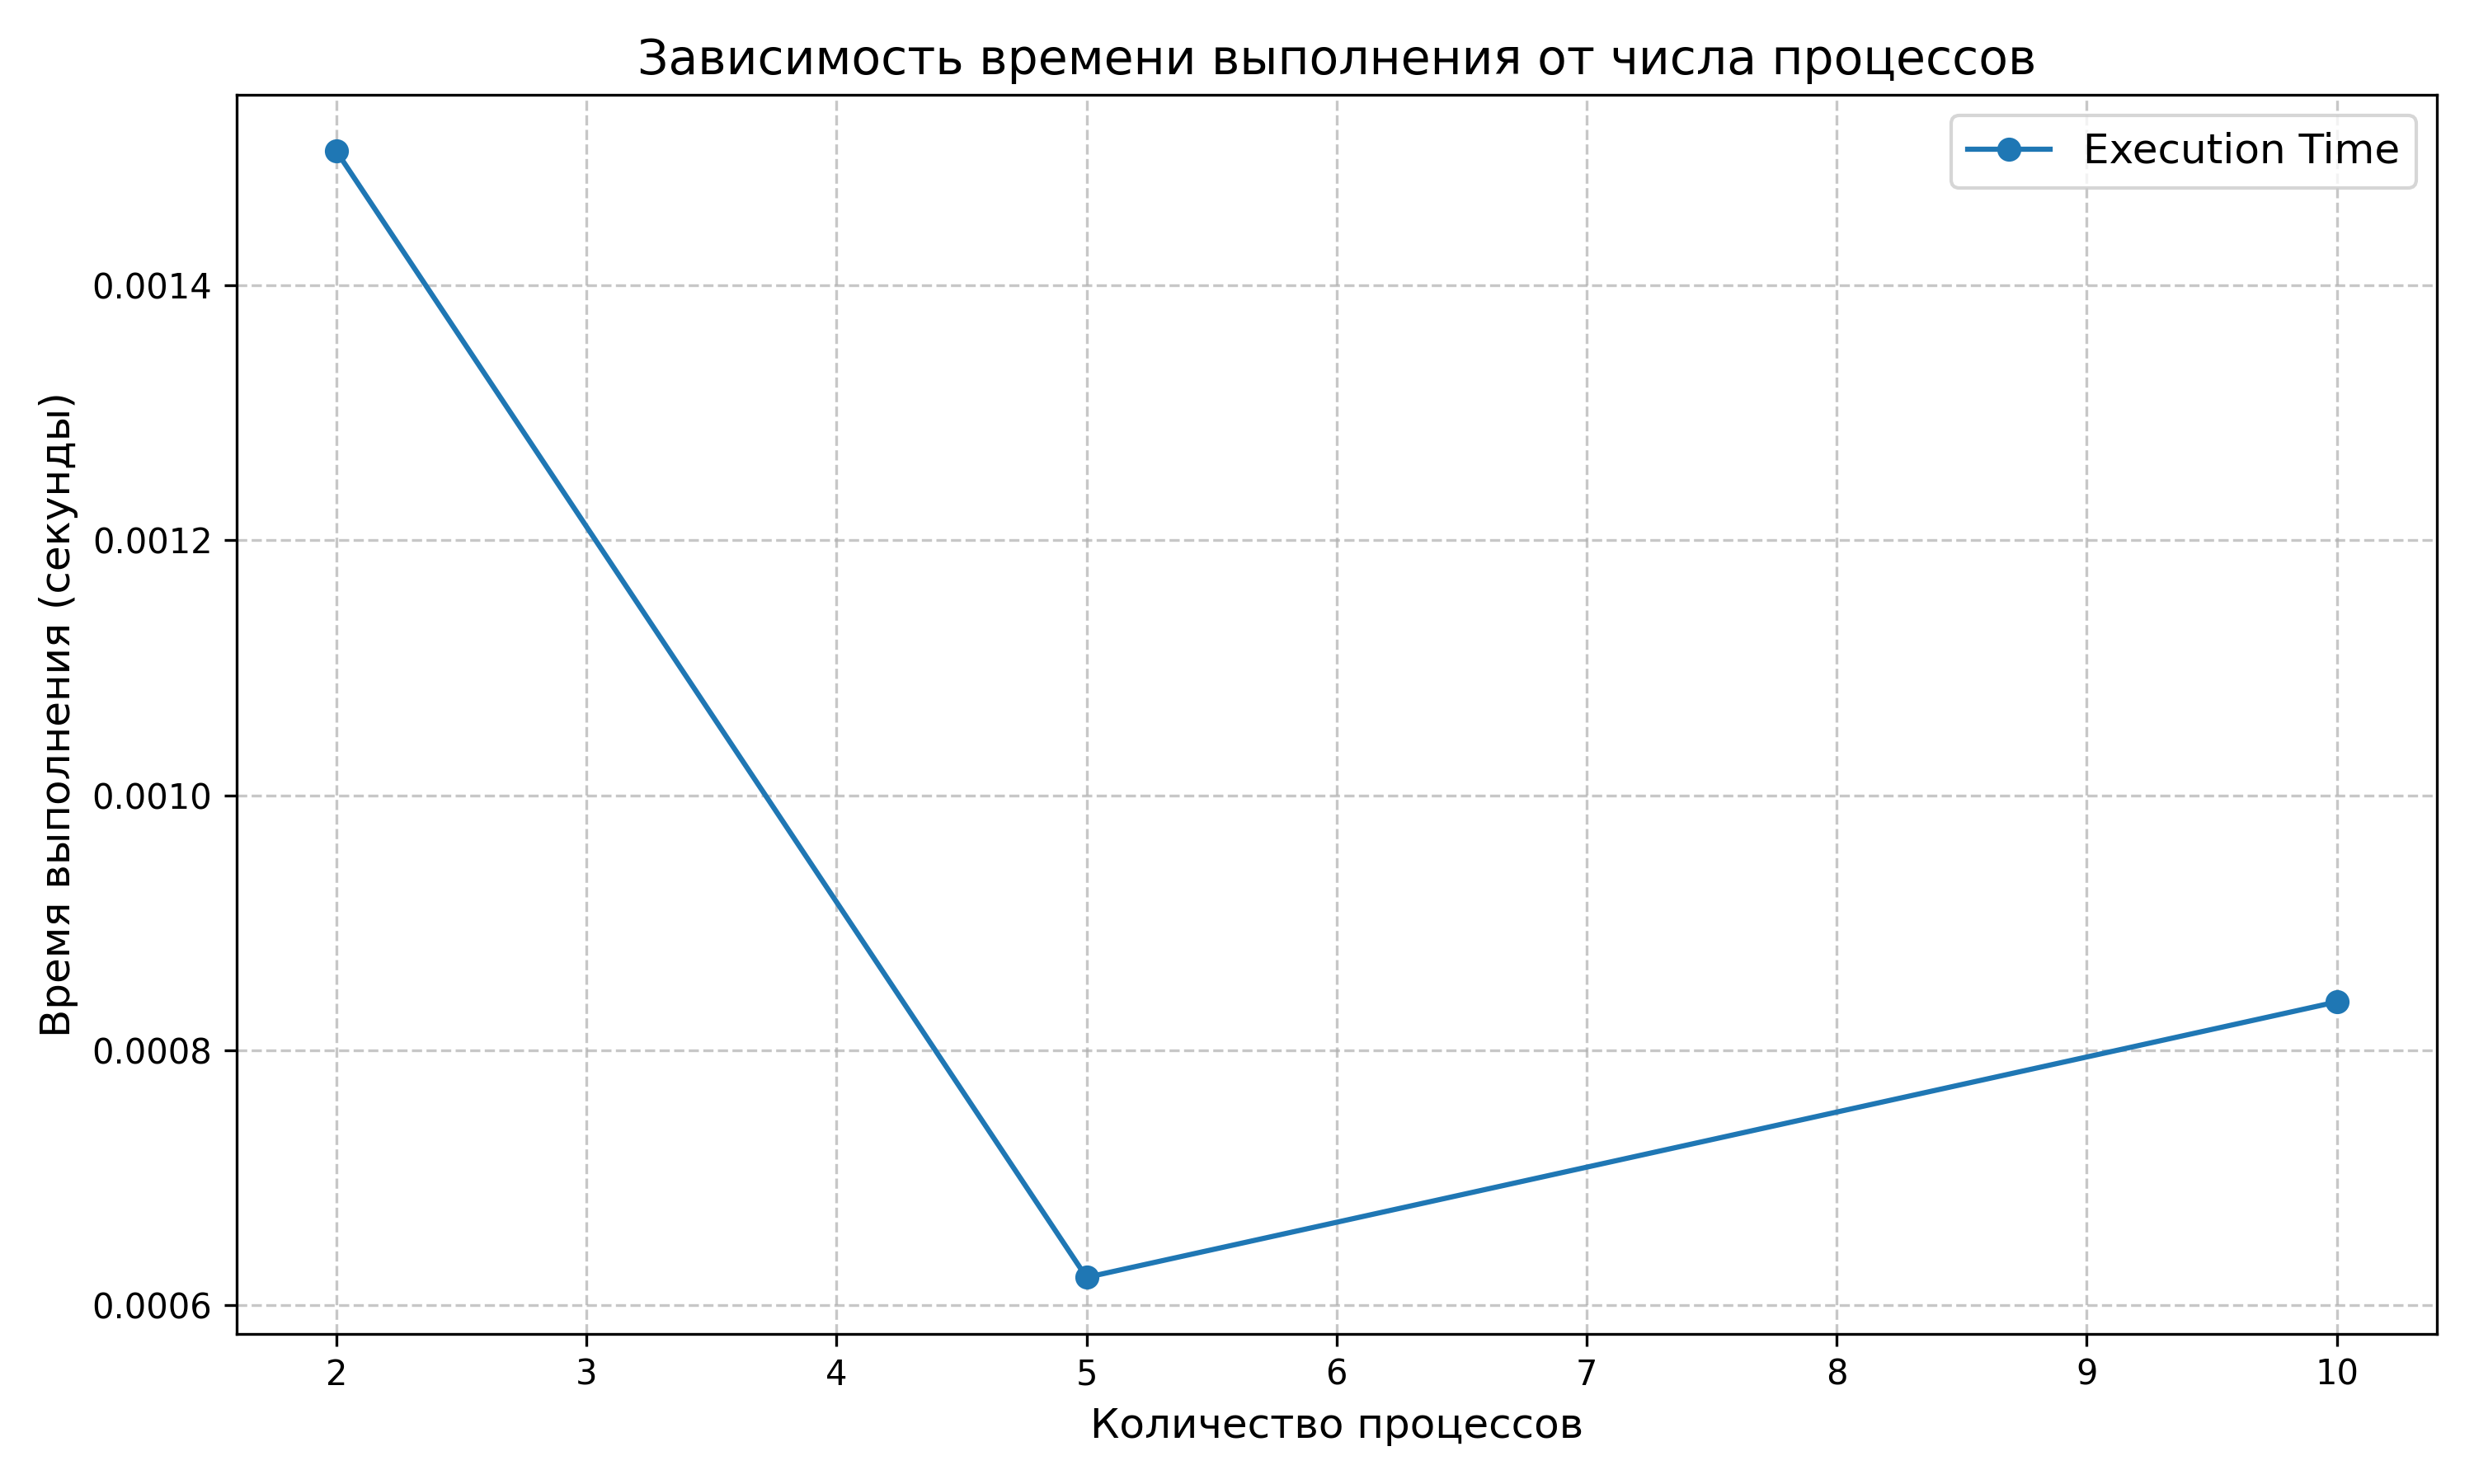 Зависимость времени выполнения от числа процессов
Execution Time
Время выполнения (секунды)
0.0014
0.0012
0.0010
0.0008
0.0006
2 3 4 5 6 7 8 9 10
Количество процессов